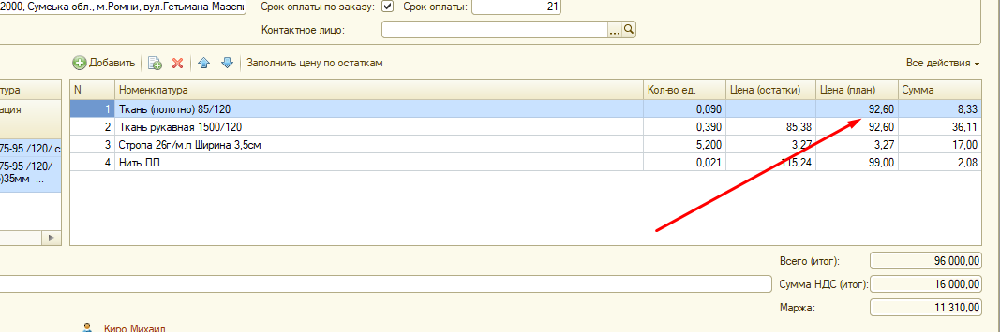 2000, Сумська обл., м.Ромни, вул.Гетьмана Мазепи Срок оплаты по заказу: Срок оплаты: 21
Контактное лицо: ...
Добавить Заполнить цену по остаткам Все действия
тура N Номенклатура Кол-во ед. Цена (остатки) Цена (план) Сумма
ация 1 Ткань (полотно) 85/120 0,090 92,60 8,33
2 Ткань рукавная 1500/120 0,390 85,38 92,60 36,11
75-95 /120/ с 3 Стропа 26г/м.п Ширина 3,5см 5,200 3,27 3,27 17,00
75-95 /120/ 4 Нить ПП 0,021 115,24 99,00 2,08
)35мм ...
Всего (итог): 96 000,00
Сумма НДС (итог): 16 000,00
Маржа: 11 310,00
Киро Михаил